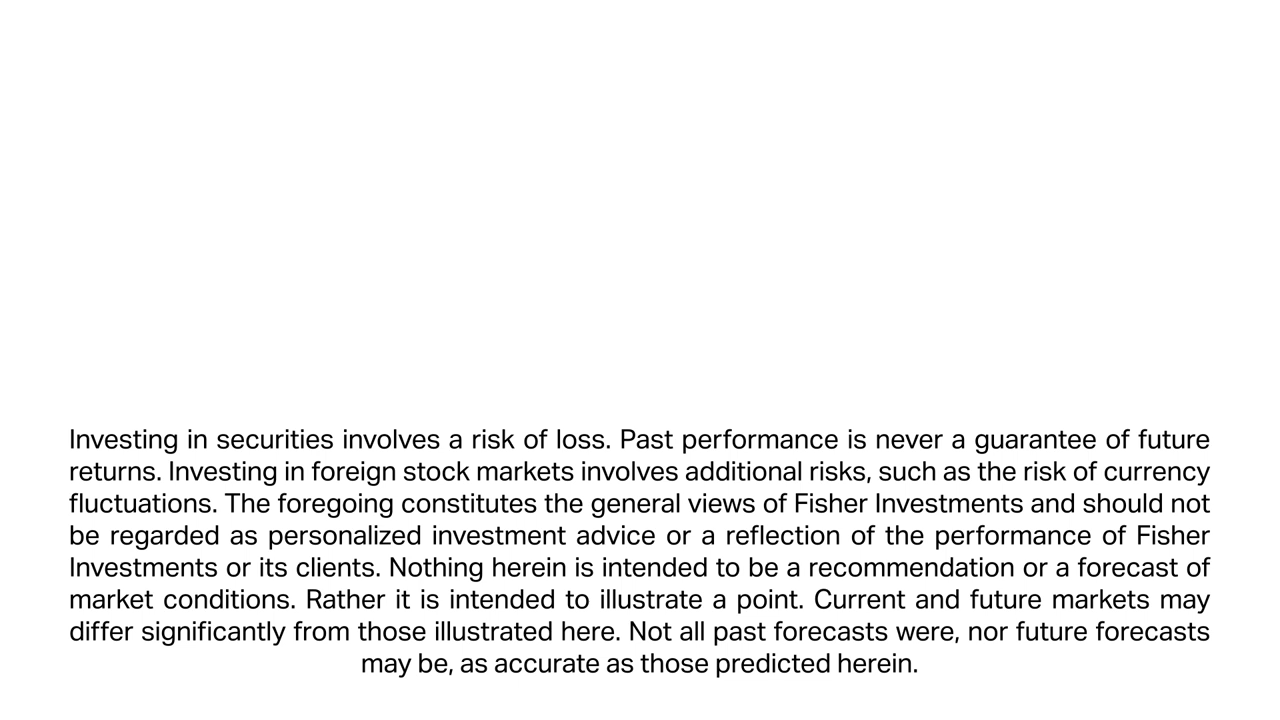 Investing in securities involves a risk of loss. Past performance is never a guarantee of future
returns. Investing in foreign stock markets involves additional risks, such as the risk of currency
fluctuations. The foregoing constitutes the general views of Fisher Investments and should not
be regarded as personalized investment advice or a reflection of the performance of Fisher
Investments or its clients. Nothing herein is intended to be a recommendation or a forecast of
market conditions. Rather it is intended to illustrate a point. Current and future markets may
differ significantly from those illustrated here. Not all past forecasts were, nor future forecasts
may be, as accurate as those predicted herein.